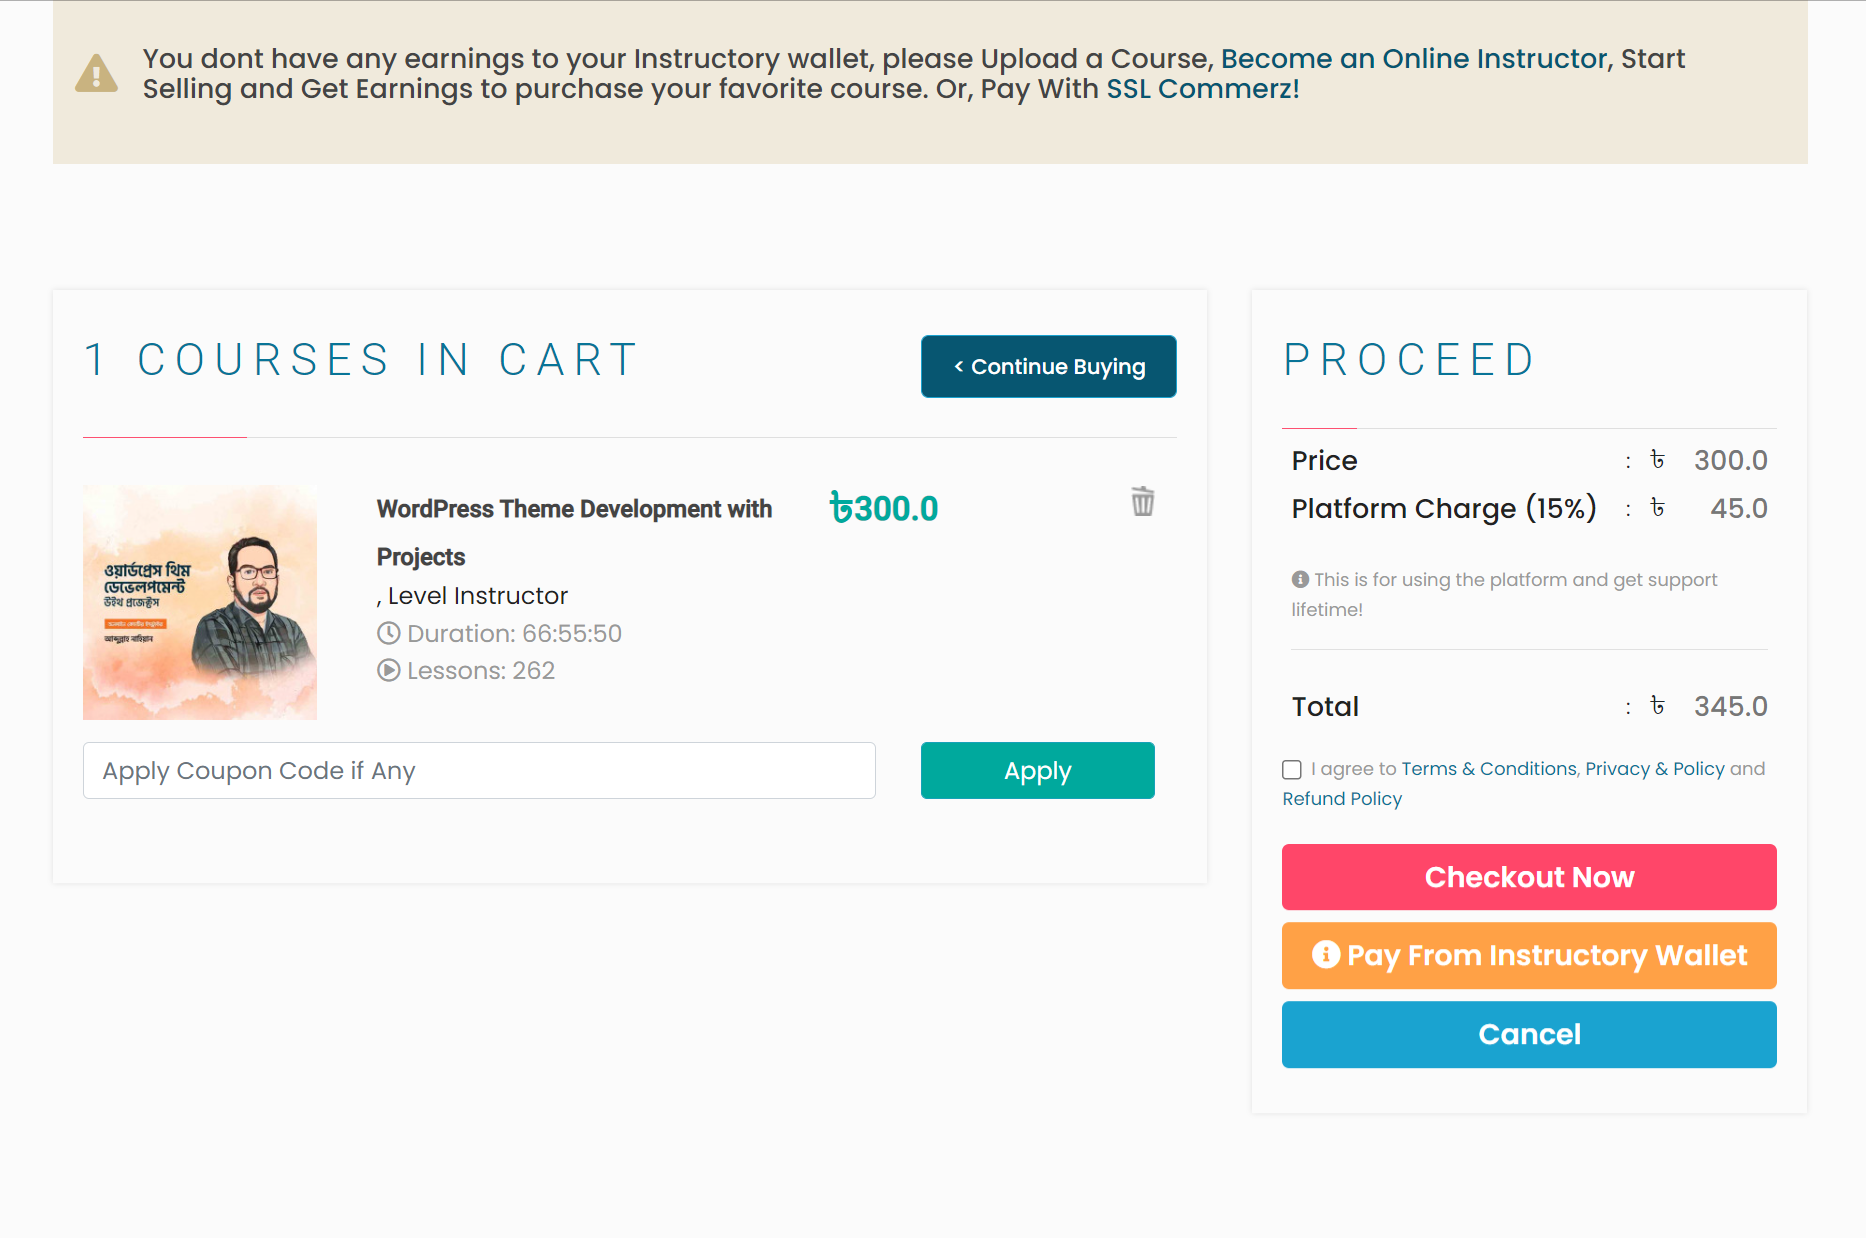 You dont have any earnings to your Instructory wallet, please Upload a Course, Become an Online Instructor, Start
Selling and Get Earnings to purchase your favorite course. Or, Pay With SSL Commerz!
1 COURSES IN CART
< Continue Buying
ওয়ার্ডপ্রেস থিম
ডেভেলপমেন্ট
উইথ প্রজেক্টস
আব্দুল্লাহ নাহিয়ান
WordPress Theme Development with
Projects
৳300.0
, Level Instructor
Duration: 66:55:50
Lessons: 262
Apply Coupon Code if Any
Apply
PROCEED
Price : ৳ 300.0
Platform Charge (15%) : ৳ 45.0
This is for using the platform and get support
lifetime!
Total : ৳ 345.0
I agree to Terms & Conditions, Privacy & Policy and
Refund Policy
Checkout Now
Pay From Instructory Wallet
Cancel